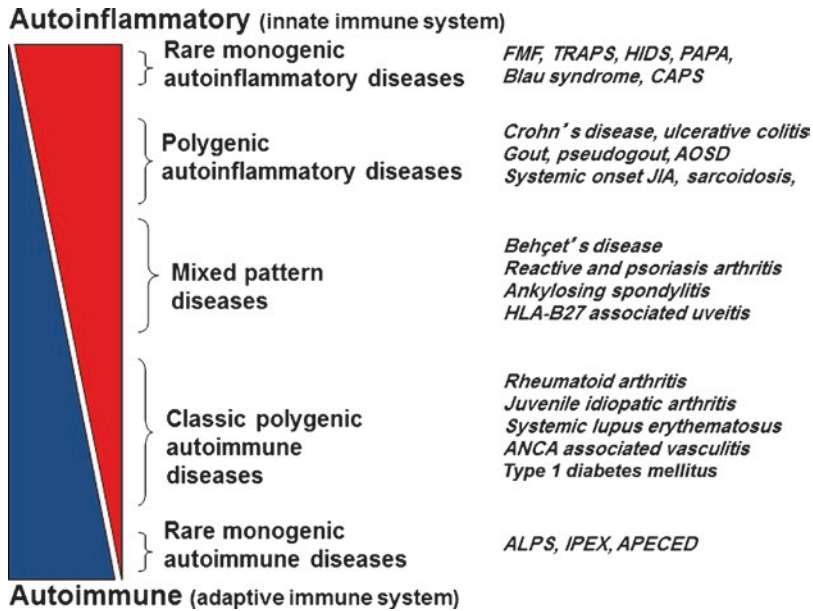 Autoinflammatory (innate immune system)
Rare monogenic
autoinflammatory diseases
FMF, TRAPS, HIDS, PAPA,
Blau syndrome, CAPS
Polygenic
autoinflammatory diseases
Crohn´s disease, ulcerative colitis
Gout, pseudogout, AOSD
Systemic onset JIA, sarcoidosis,
Mixed pattern
diseases
Behçet´s disease
Reactive and psoriasis arthritis
Ankylosing spondylitis
HLA-B27 associated uveitis
Classic polygenic
autoimmune
diseases
Rheumatoid arthritis
Juvenile idiopatic arthritis
Systemic lupus erythematosus
ANCA associated vasculitis
Type 1 diabetes mellitus
Rare monogenic
autoimmune diseases
ALPS, IPEX, APECED
Autoimmune (adaptive immune system)